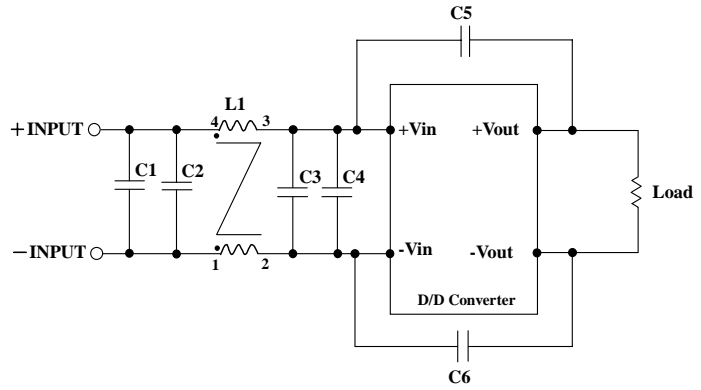 C5
L1
4 3
+INPUT
+Vin +Vout
C1 C2 C3 C4
Load
−INPUT
1 2
-Vin -Vout
D/D Converter
C6